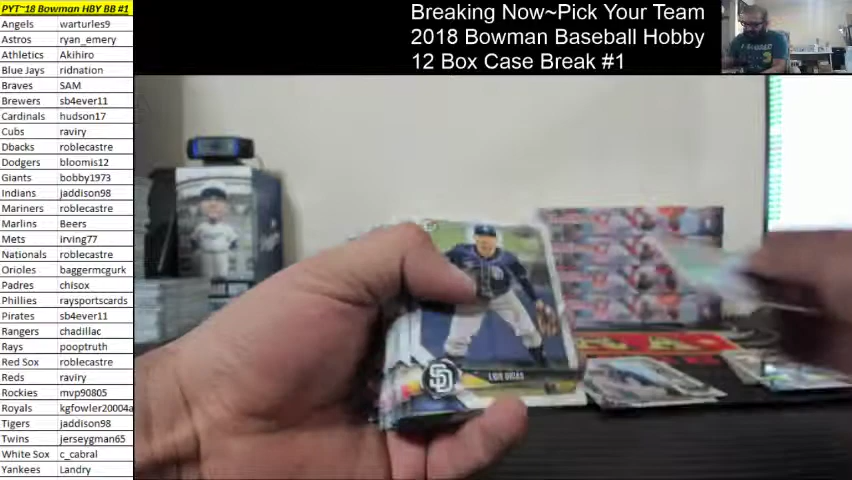 PYT~18 Bowman HBY BB #1
Angels warturles9
Astros ryan_emery
Athletics Akihiro
Blue Jays ridnation
Braves SAM
Brewers sb4ever11
Cardinals hudson17
Cubs raviry
Dbacks roblecastre
Dodgers bloomis12
Giants bobby1973
Indians jaddison98
Mariners roblecastre
Marlins Beers
Mets irving77
Nationals roblecastre
Orioles baggermcgurk
Padres chisox
Phillies raysportscards
Pirates sb4ever11
Rangers chadillac
Rays pooptruth
Red Sox roblecastre
Reds raviry
Rockies mvp90805
Royals kgfowler20004a
Tigers jaddison98
Twins jerseygman65
White Sox c_cabral
Yankees Landry
Breaking Now~Pick Your Team
2018 Bowman Baseball Hobby
12 Box Case Break #1
SD
LUIS URIAS